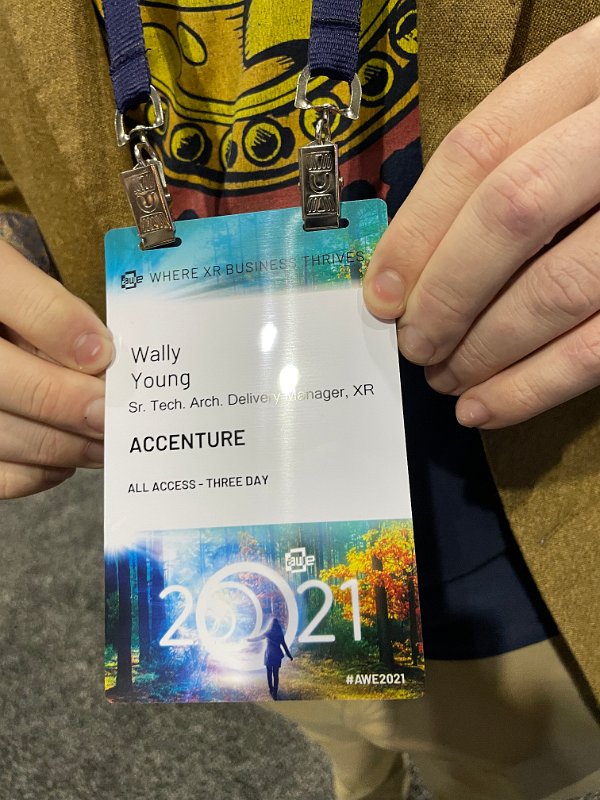 awe WHERE XR BUSINESS THRIVES
Wally
Young
Sr. Tech. Arch. Delivery Manager, XR
ACCENTURE
ALL ACCESS - THREE DAY
awe
2021
#AWE2021